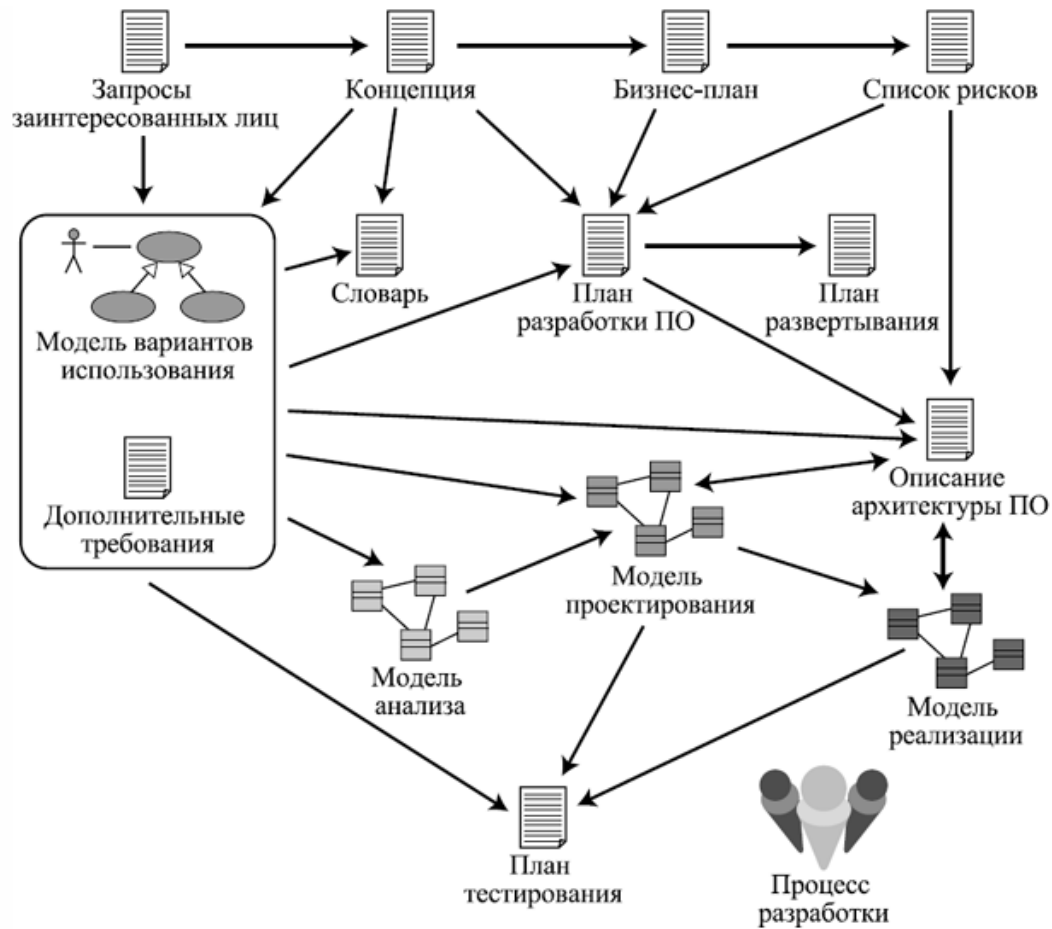 Запросы
заинтересованных лиц
Концепция
Бизнес-план
Список рисков
Модель вариантов
использования
Дополнительные
требования
Словарь
План
разработки ПО
План
развертывания
Описание
архитектуры ПО
Модель
проектирования
Модель
анализа
Модель
реализации
План
тестирования
Процесс
разработки